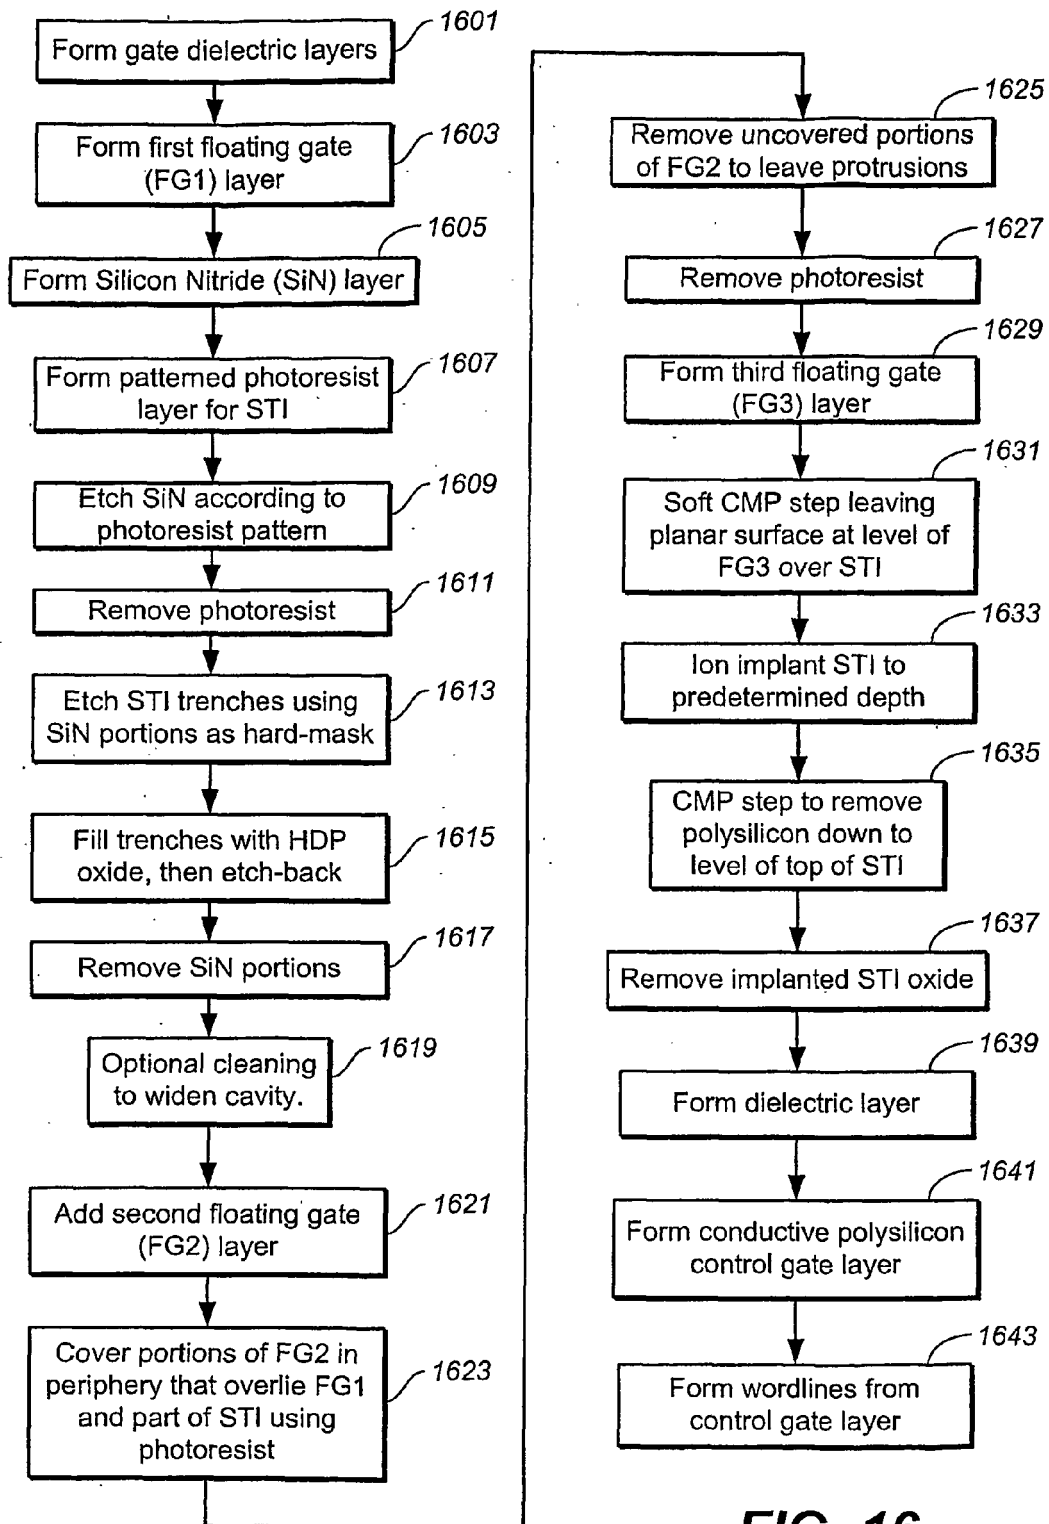 1601
Form gate dielectric layers
1603
Form first floating gate
(FG1) layer
1605
Form Silicon Nitride (SiN) layer
1607
Form patterned photoresist
layer for STI
1609
Etch SiN according to
photoresist pattern
1611
Remove photoresist
1613
Etch STI trenches using
SiN portions as hard-mask
1615
Fill trenches with HDP
oxide, then etch-back
1617
Remove SiN portions
1619
Optional cleaning
to widen cavity.
1621
Add second floating gate
(FG2) layer
1623
Cover portions of FG2 in
periphery that overlie FG1
and part of STI using
photoresist
1625
Remove uncovered portions
of FG2 to leave protrusions
1627
Remove photoresist
1629
Form third floating gate
(FG3) layer
1631
Soft CMP step leaving
planar surface at level of
FG3 over STI
1633
Ion implant STI to
predetermined depth
1635
CMP step to remove
polysilicon down to
level of top of STI
1637
Remove implanted STI oxide
1639
Form dielectric layer
1641
Form conductive polysilicon
control gate layer
1643
Form wordlines from
control gate layer
FIG. 16